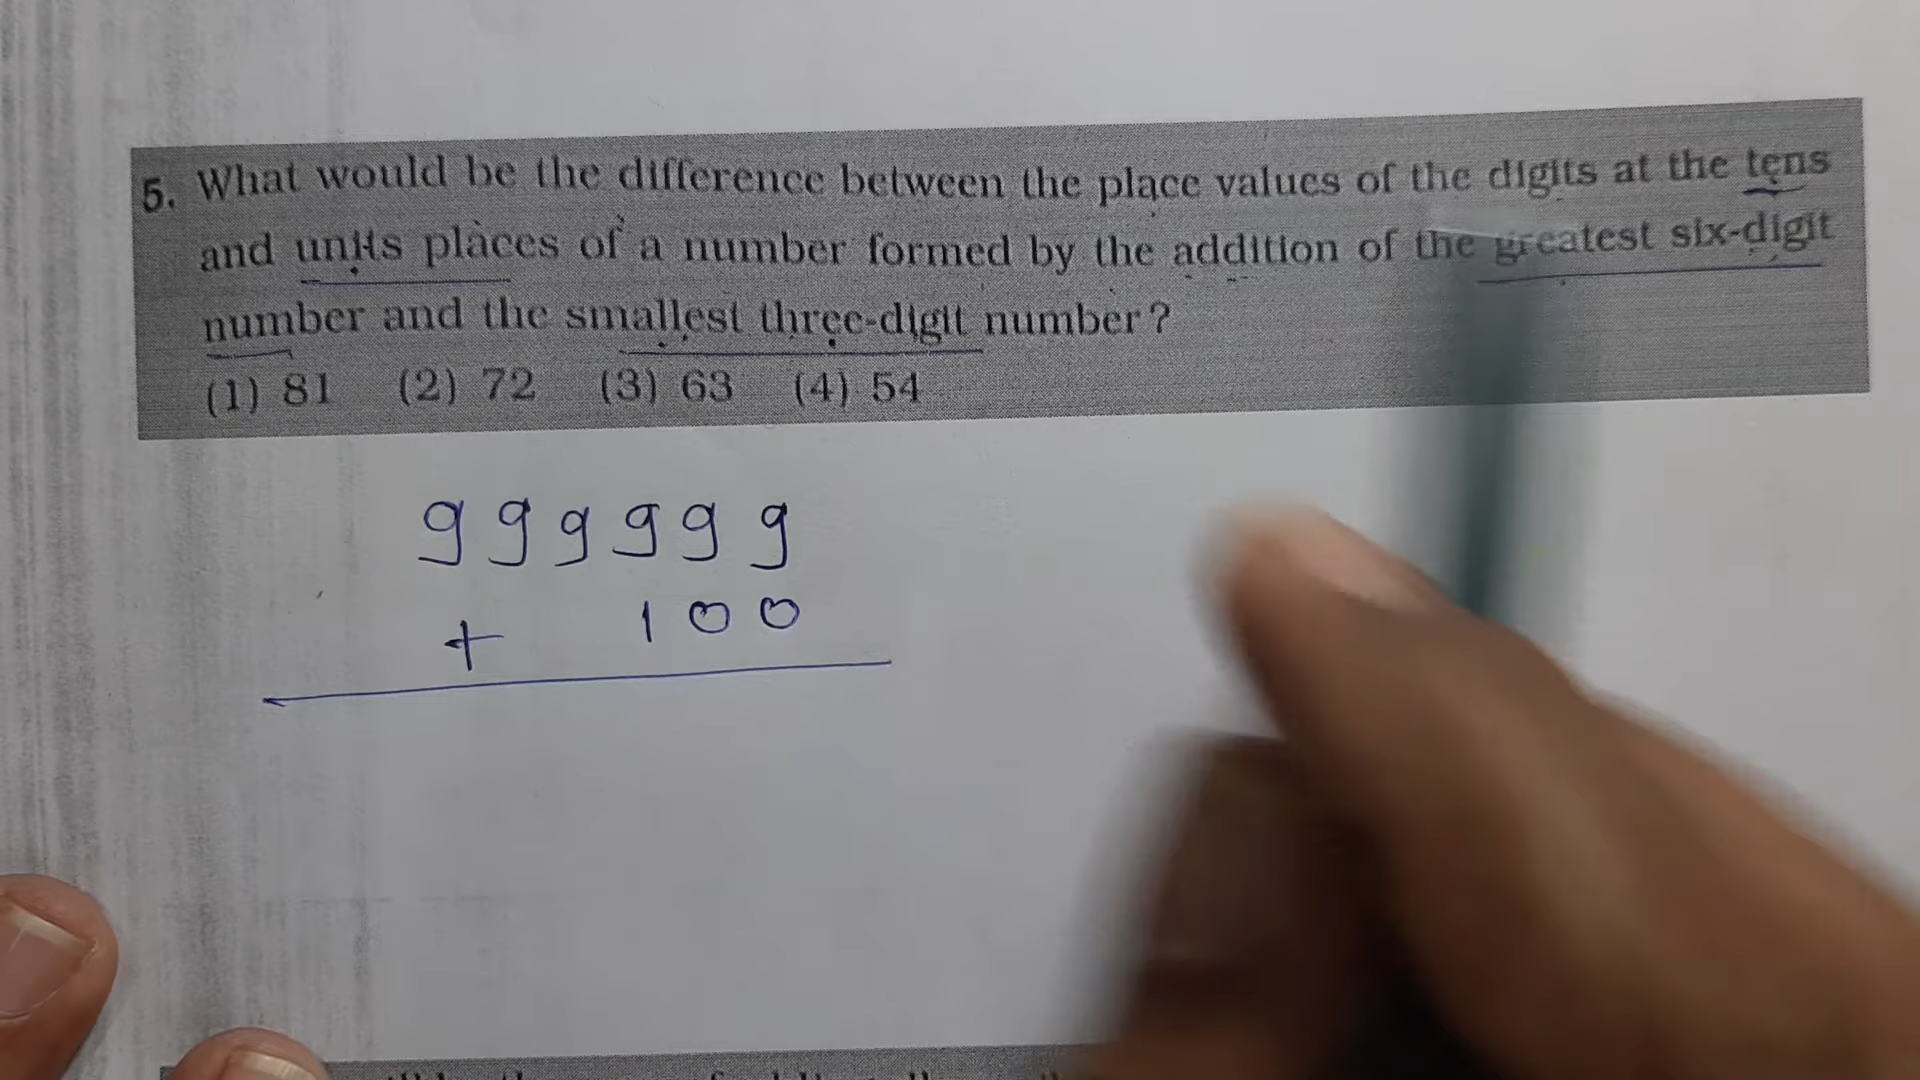 5. What would be the difference between the place values of the digits at the tens
and units places of a number formed by the addition of the greatest six-digit
number and the smallest three-digit number?
(1) 81 (2) 72 (3) 63 (4) 54
999999
+ 100